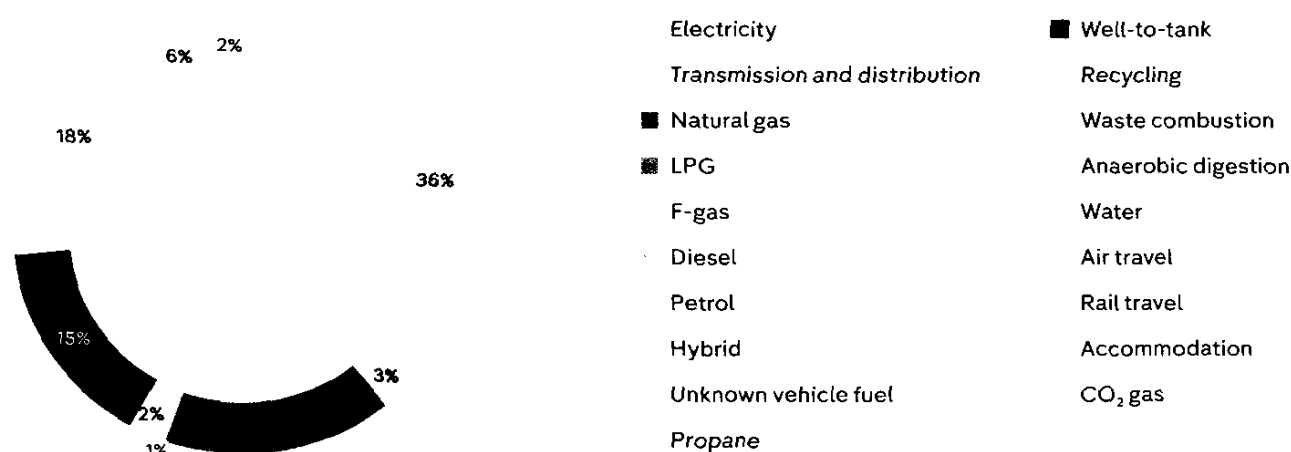 2%
6%
18%
36%
15%
3%
2%
1%
Electricity
Transmission and distribution
Natural gas
LPG
F-gas
Diesel
Petrol
Hybrid
Unknown vehicle fuel
Propane
Well-to-tank
Recycling
Waste combustion
Anaerobic digestion
Water
Air travel
Rail travel
Accommodation
CO₂ gas